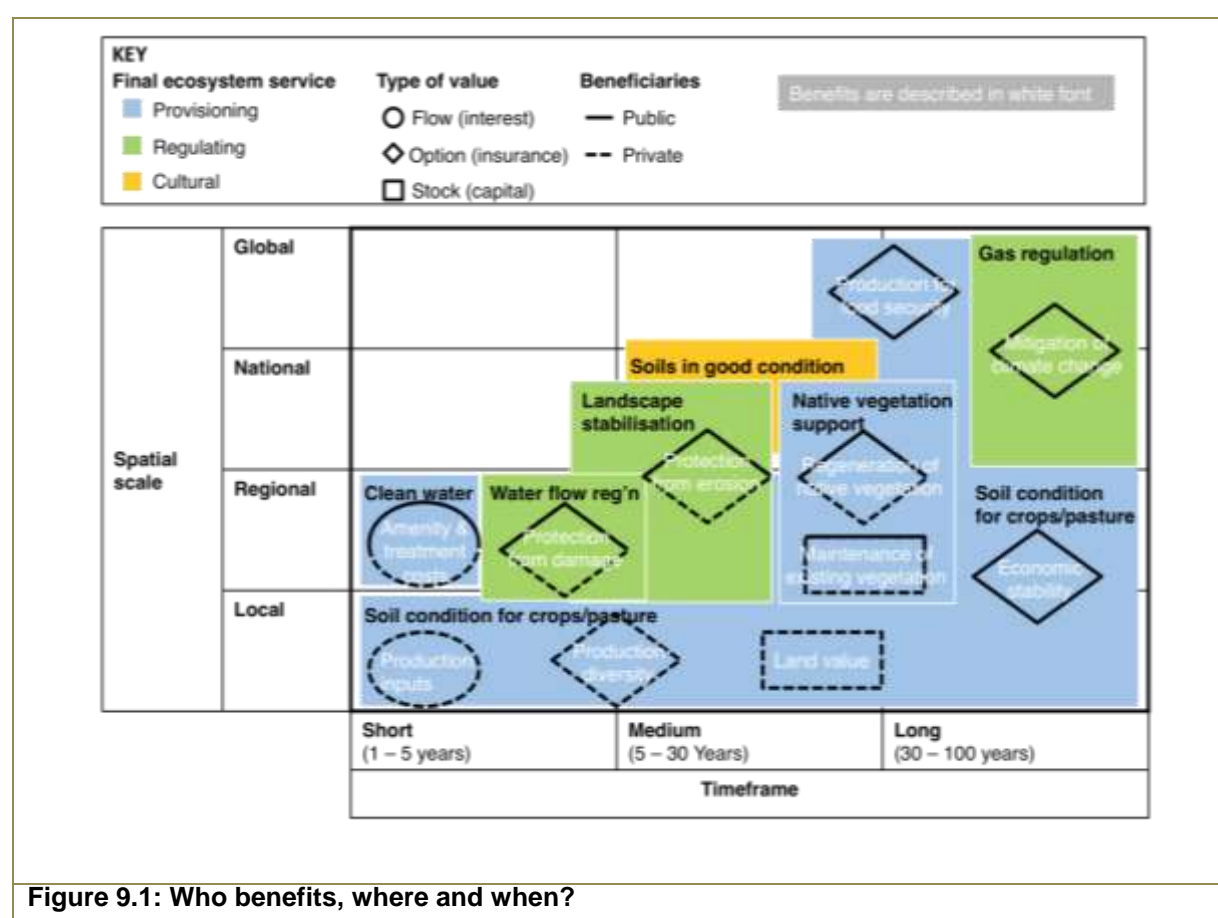 KEY
Final ecosystem service
Provisioning
Regulating
Cultural
Type of value
Flow (interest)
Option (insurance)
Stock (capital)
Beneficiaries
Public
Private
Benefits are described in white font
Spatial
scale
Global
National
Regional
Local
Production for
food security
Gas regulation
Mitigation of
climate change
Soils in good condition
Landscape
stabilisation
Protection
from erosion
Native vegetation
support
Regeneration of
native vegetation
Maintenance of
existing vegetation
Clean water
Amenity &
treatment
costs
Water flow reg'n
Protection
from damage
Soil condition
for crops/pasture
Economic
stability
Soil condition for crops/pasture
Production
inputs
Production
diversity
Land value
Short
(1 – 5 years)
Medium
(5 – 30 Years)
Long
(30 – 100 years)
Timeframe
Figure 9.1: Who benefits, where and when?